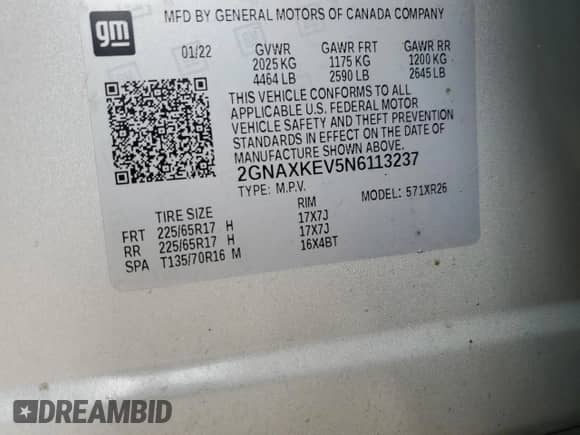 gm
MFD BY GENERAL MOTORS OF CANADA COMPANY
01/22 GVWR GAWR FRT GAWR RR
2025 KG 1175 KG 1200 KG
4464 LB 2590 LB 2645 LB
THIS VEHICLE CONFORMS TO ALL
APPLICABLE U.S. FEDERAL MOTOR
VEHICLE SAFETY AND THEFT PREVENTION
STANDARDS IN EFFECT ON THE DATE OF
MANUFACTURE SHOWN ABOVE.
2GNAXKEV5N6113237
TYPE: M.P.V. MODEL: 571XR26
TIRE SIZE RIM
FRT 225/65R17 H 17X7J
RR 225/65R17 H 17X7J
SPA T135/70R16 M 16X4BT
DREAMBID